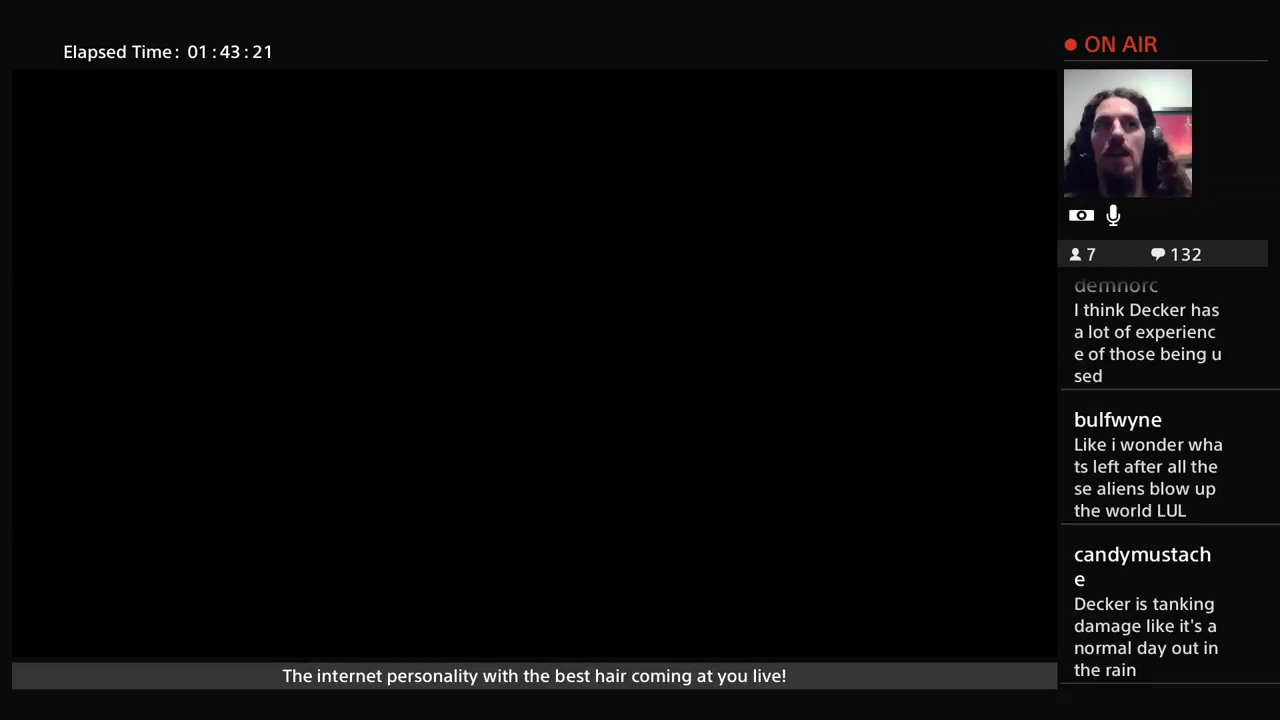 Elapsed Time: 01:43:21
ON AIR
7 132
demnorc
I think Decker has
a lot of experienc
e of those being u
sed
bulfwyne
Like i wonder wha
ts left after all the
se aliens blow up
the world LUL
candymustach
e
Decker is tanking
damage like it's a
normal day out in
the rain
The internet personality with the best hair coming at you live!